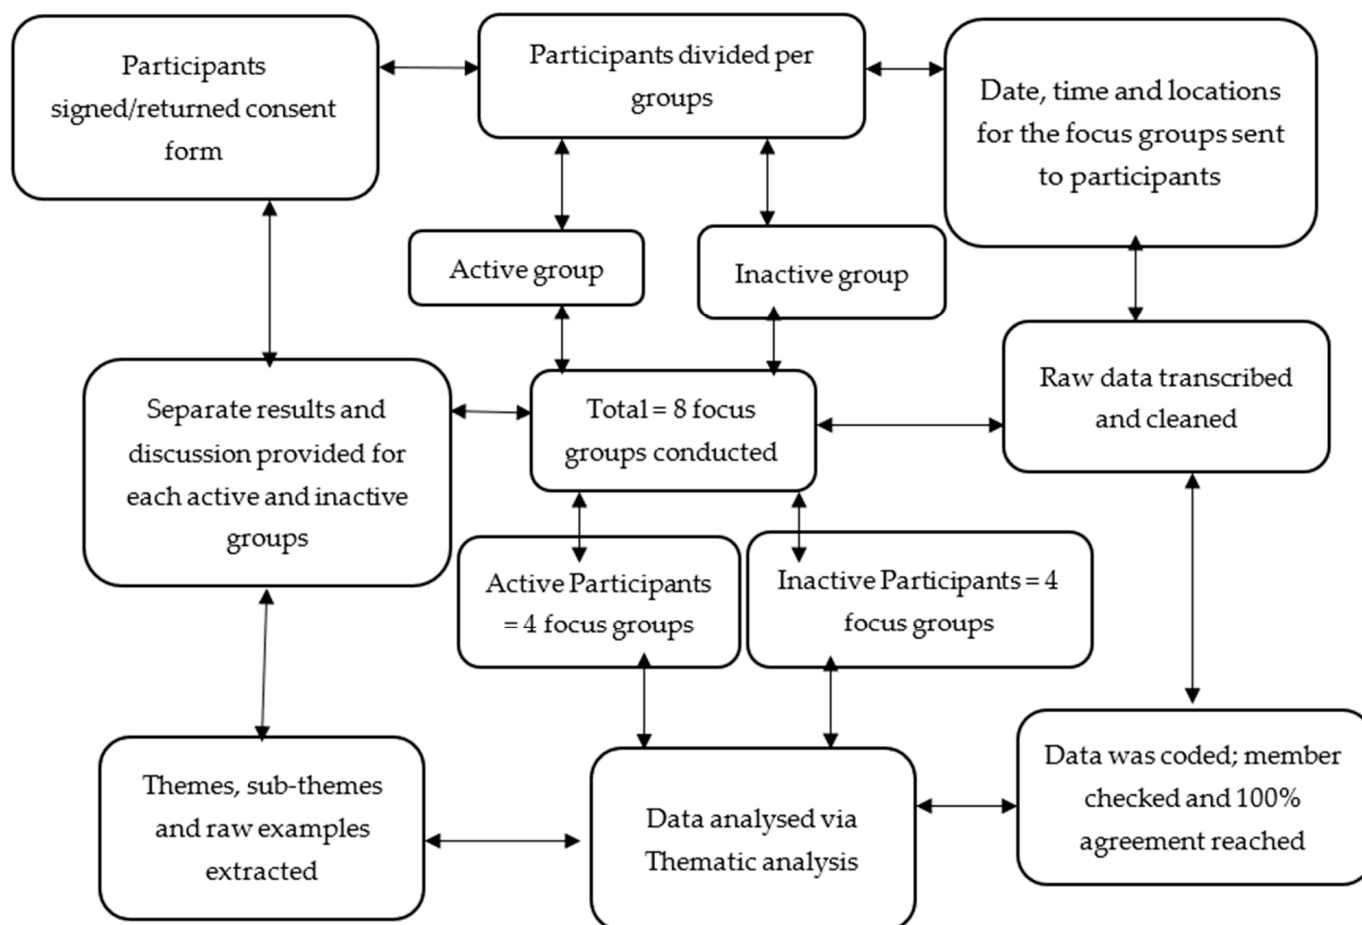 Participants
signed/returned consent
form
Participants divided per
groups
Date, time and locations
for the focus groups sent
to participants
Active group
Inactive group
Separate results and
discussion provided for
each active and inactive
groups
Total = 8 focus
groups conducted
Raw data transcribed
and cleaned
Active Participants
= 4 focus groups
Inactive Participants = 4
focus groups
Themes, sub-themes
and raw examples
extracted
Data analysed via
Thematic analysis
Data was coded; member
checked and 100%
agreement reached